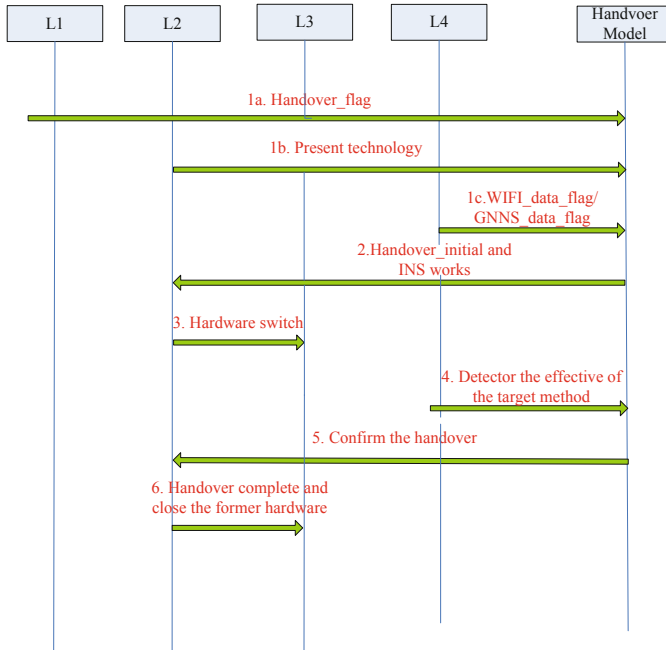 L1
L2
L3
L4
Handvoer
Model
1a. Handover_flag
1b. Present technology
1c.WIFI_data_flag/
GNNS_data_flag
2.Handover_initial and
INS works
3. Hardware switch
4. Detector the effective of
the target method
5. Confirm the handover
6. Handover complete and
close the former hardware